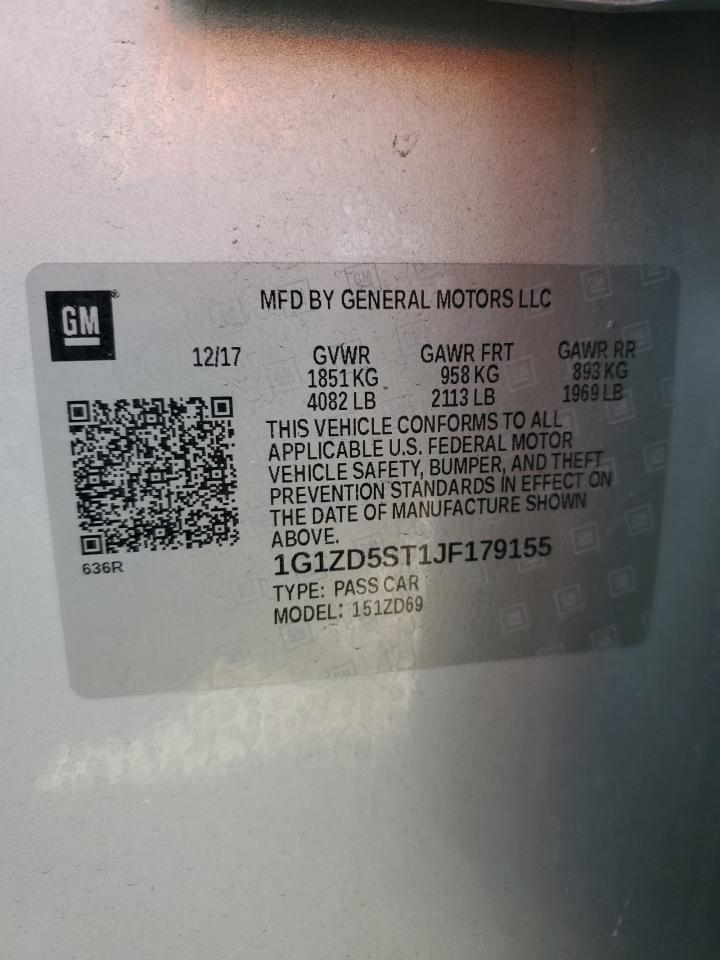 GM
MFD BY GENERAL MOTORS LLC
12/17 GVWR GAWR FRT GAWR RR
1851 KG 958 KG 893 KG
4082 LB 2113 LB 1969 LB
THIS VEHICLE CONFORMS TO ALL
APPLICABLE U.S. FEDERAL MOTOR
VEHICLE SAFETY, BUMPER, AND THEFT
PREVENTION STANDARDS IN EFFECT ON
THE DATE OF MANUFACTURE SHOWN
ABOVE.
1G1ZD5ST1JF179155
636R
TYPE: PASS CAR
MODEL: 151ZD69